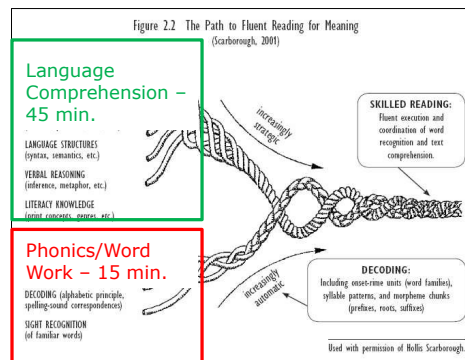 Figure 2.2 The Path to Fluent Reading for Meaning
(Scarborough, 2001)
Language
Comprehension –
45 min.
LANGUAGE STRUCTURES
(syntax, semantics, etc.)
VERBAL REASONING
(inference, metaphor, etc.)
LITERACY KNOWLEDGE
(print concepts, genres, etc.)
Phonics/Word
Work – 15 min.
DECODING (alphabetic principle,
spelling-sound correspondences)
SIGHT RECOGNITION
(of familiar words)
increasingly
strategic
increasingly
automatic
SKILLED READING:
Fluent execution and
coordination of word
recognition and text
comprehension.
DECODING:
Including onset-rime units (word families),
syllable patterns, and morpheme chunks
(prefixes, roots, suffixes)
Used with permission of Hollis Scarborough.